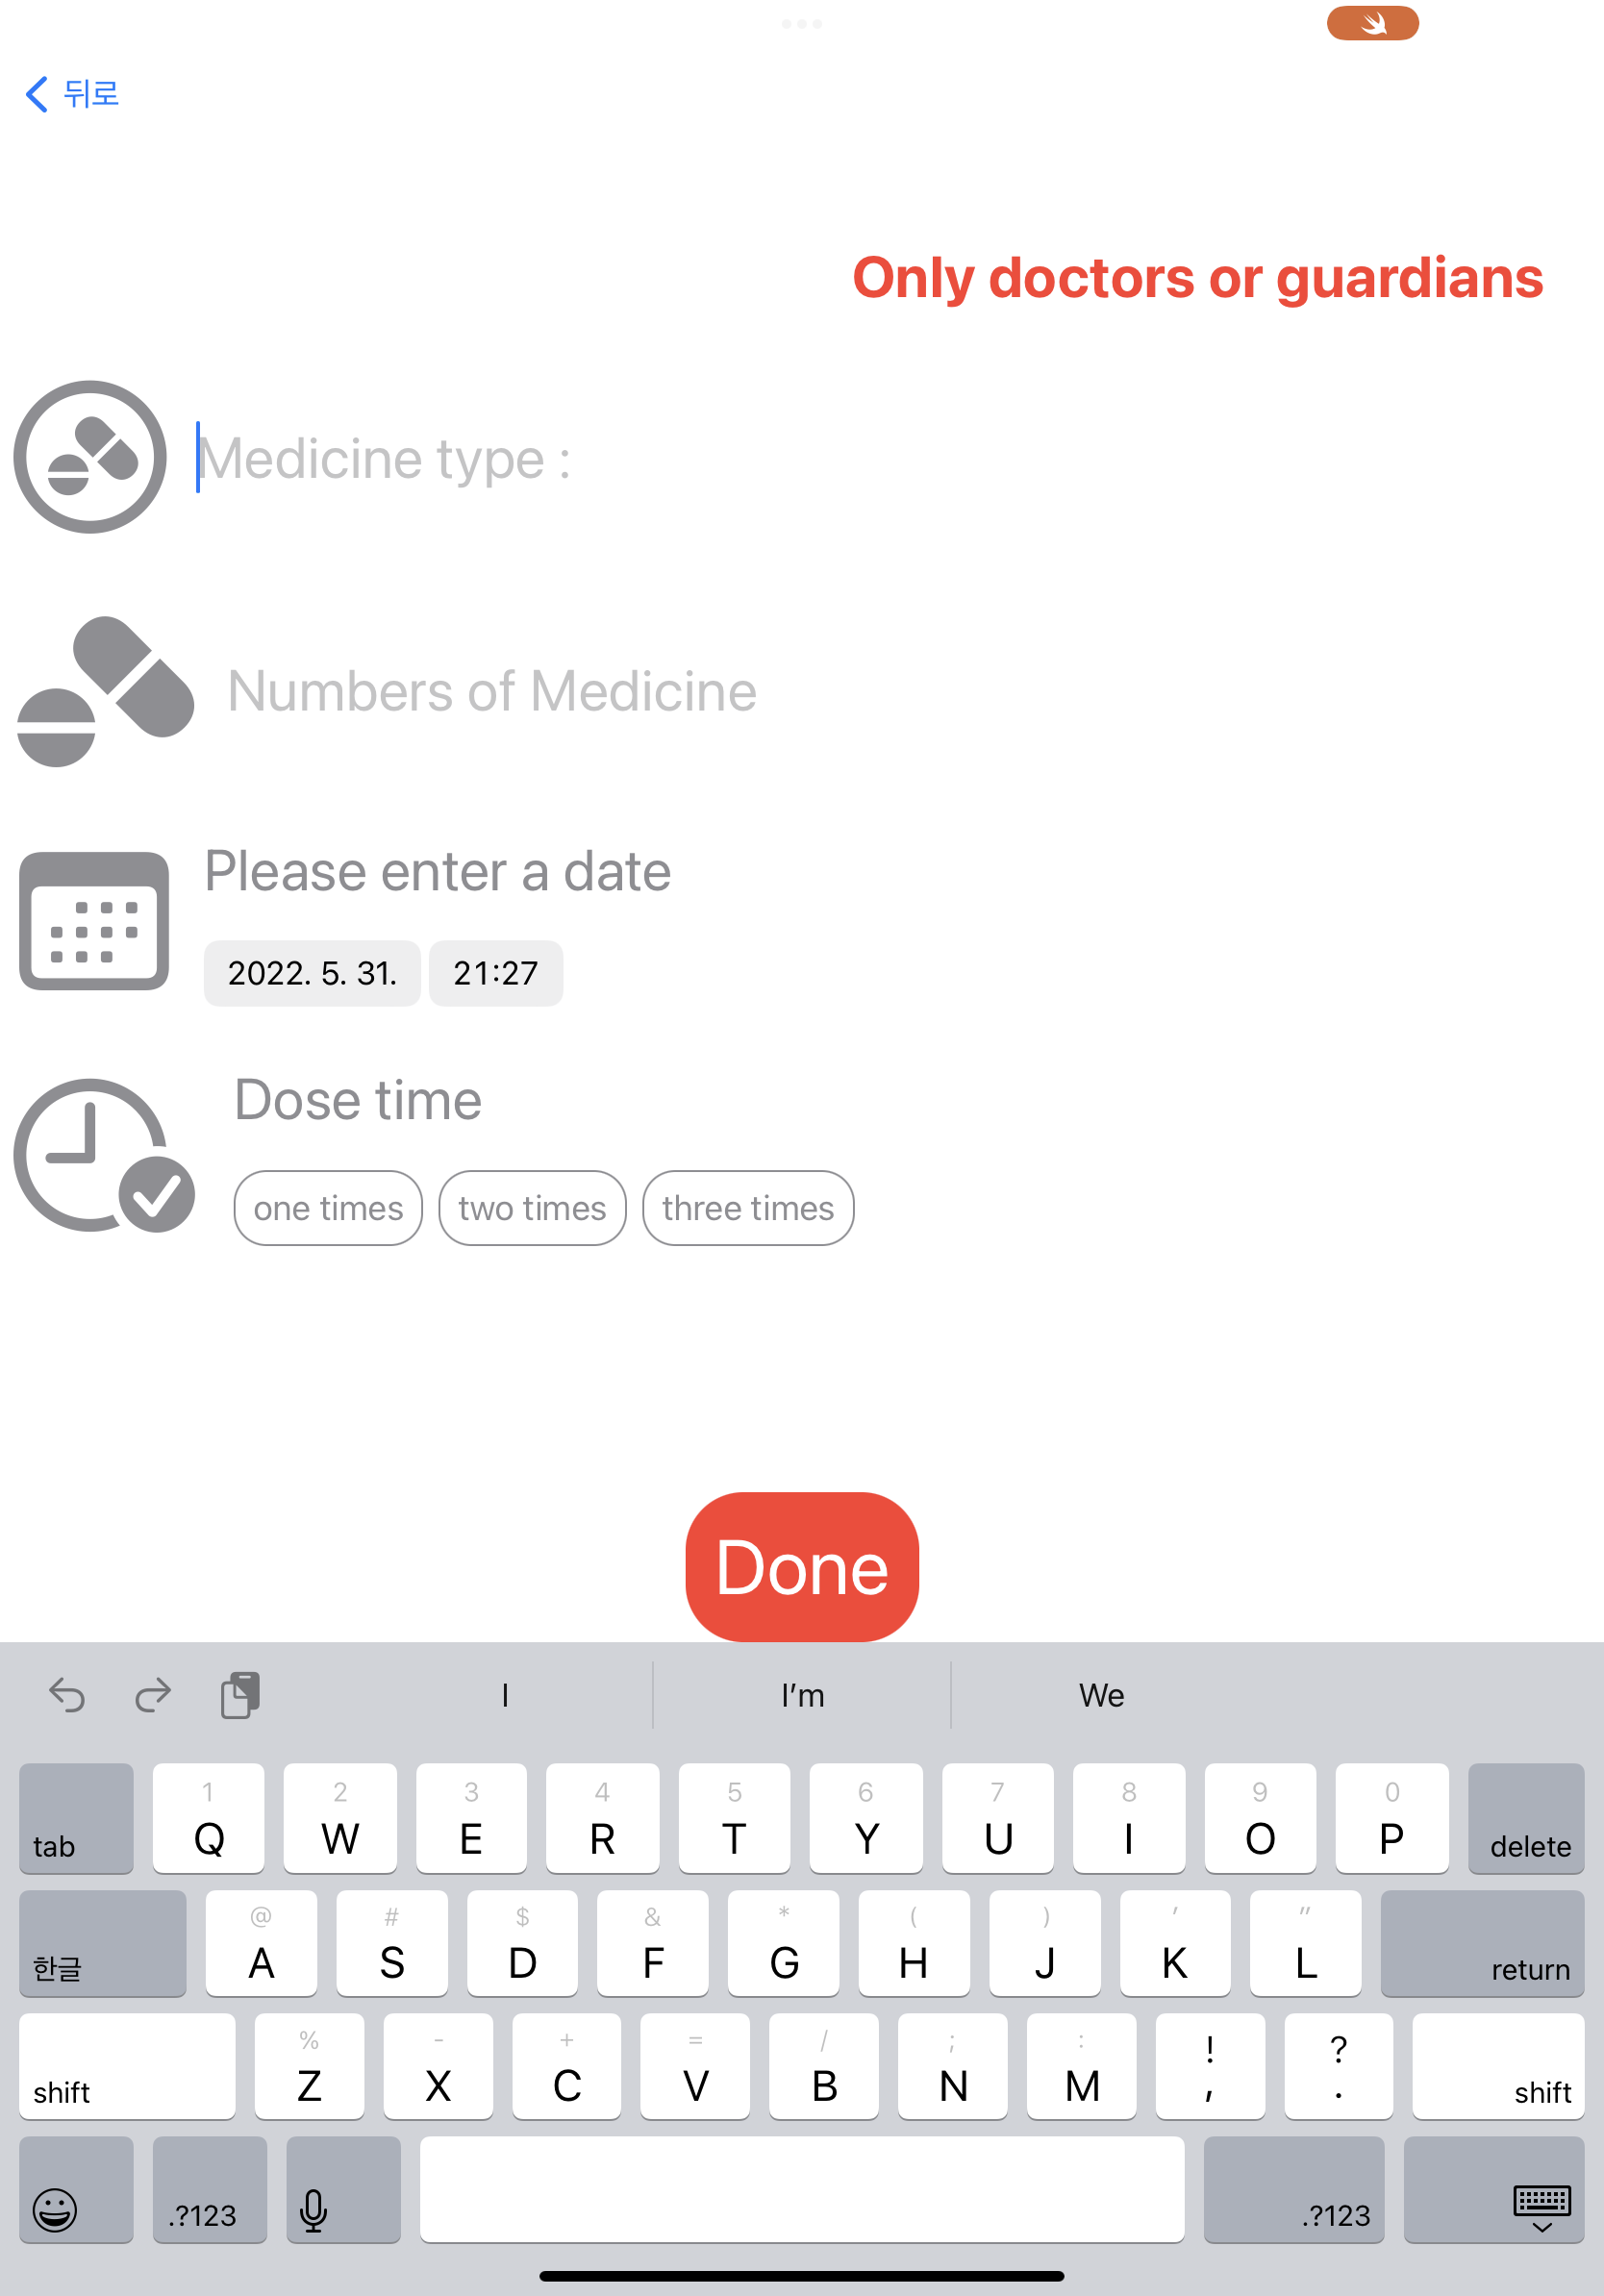 뒤로
Only doctors or guardians
Medicine type :
Numbers of Medicine
Please enter a date
2022. 5. 31. 21:27
Dose time
one times two times three times
Done
I I'm We
tab 1 Q 2 W 3 E 4 R 5 T 6 Y 7 U 8 I 9 O 0 P delete
한글 @ A # S $ D & F * G ( H ) J ' K " L return
shift % Z - X + C = V / B ; N : M ! , ? . shift
.?123 .?123